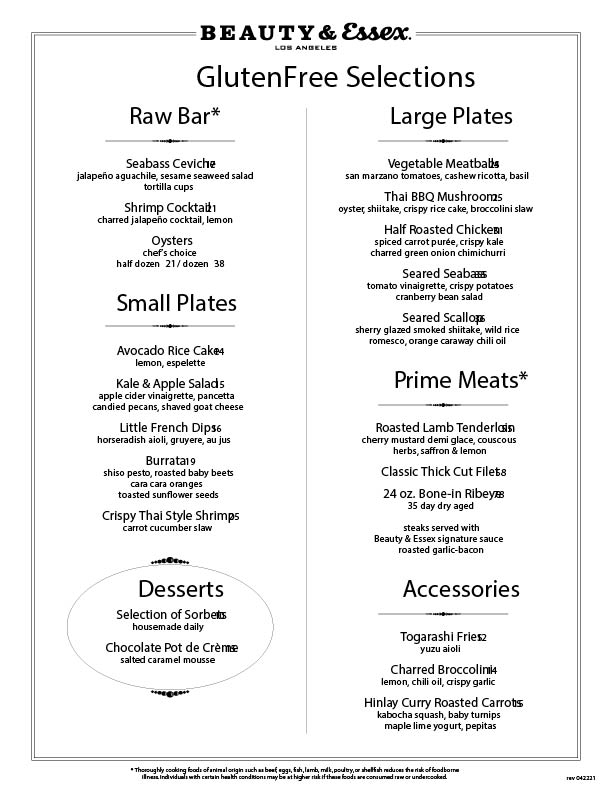 BEAUTY & Essex.
LOS ANGELES
GlutenFree Selections
Raw Bar*
Seabass Ceviche
jalapeño aguachile, sesame seaweed salad
tortilla cups
Shrimp Cocktail 21
charred jalapeño cocktail, lemon
Oysters
chef's choice
half dozen 21 / dozen 38
Small Plates
Avocado Rice Cake 24
lemon, espelette
Kale & Apple Salad 15
apple cider vinaigrette, pancetta
candied pecans, shaved goat cheese
Little French Dips 16
horseradish aioli, gruyere, au jus
Burrata 19
shiso pesto, roasted baby beets
cara cara oranges
toasted sunflower seeds
Crispy Thai Style Shrimp 25
carrot cucumber slaw
Desserts
Selection of Sorbets
housemade daily
Chocolate Pot de Crème
salted caramel mousse
Large Plates
Vegetable Meatballs
san marzano tomatoes, cashew ricotta, basil
Thai BBQ Mushroom 25
oyster, shiitake, crispy rice cake, broccolini slaw
Half Roasted Chicken 31
spiced carrot purée, crispy kale
charred green onion chimichurri
Seared Seabass
tomato vinaigrette, crispy potatoes
cranberry bean salad
Seared Scallop 36
sherry glazed smoked shiitake, wild rice
romesco, orange caraway chili oil
Prime Meats*
Roasted Lamb Tenderloin
cherry mustard demi glace, couscous
herbs, saffron & lemon
Classic Thick Cut Filet 58
24 oz. Bone-in Ribeye 78
35 day dry aged
steaks served with
Beauty & Essex signature sauce
roasted garlic-bacon
Accessories
Togarashi Fries 12
yuzu aioli
Charred Broccolini 14
lemon, chili oil, crispy garlic
Hinlay Curry Roasted Carrots 15
kabocha squash, baby turnips
maple lime yogurt, pepitas
* Thoroughly cooking foods of animal origin such as beef, eggs, fish, lamb, milk, poultry, or shellfish reduces the risk of foodborne
illness. Individuals with certain health conditions may be at higher risk if these foods are consumed raw or undercooked.
rev 042221